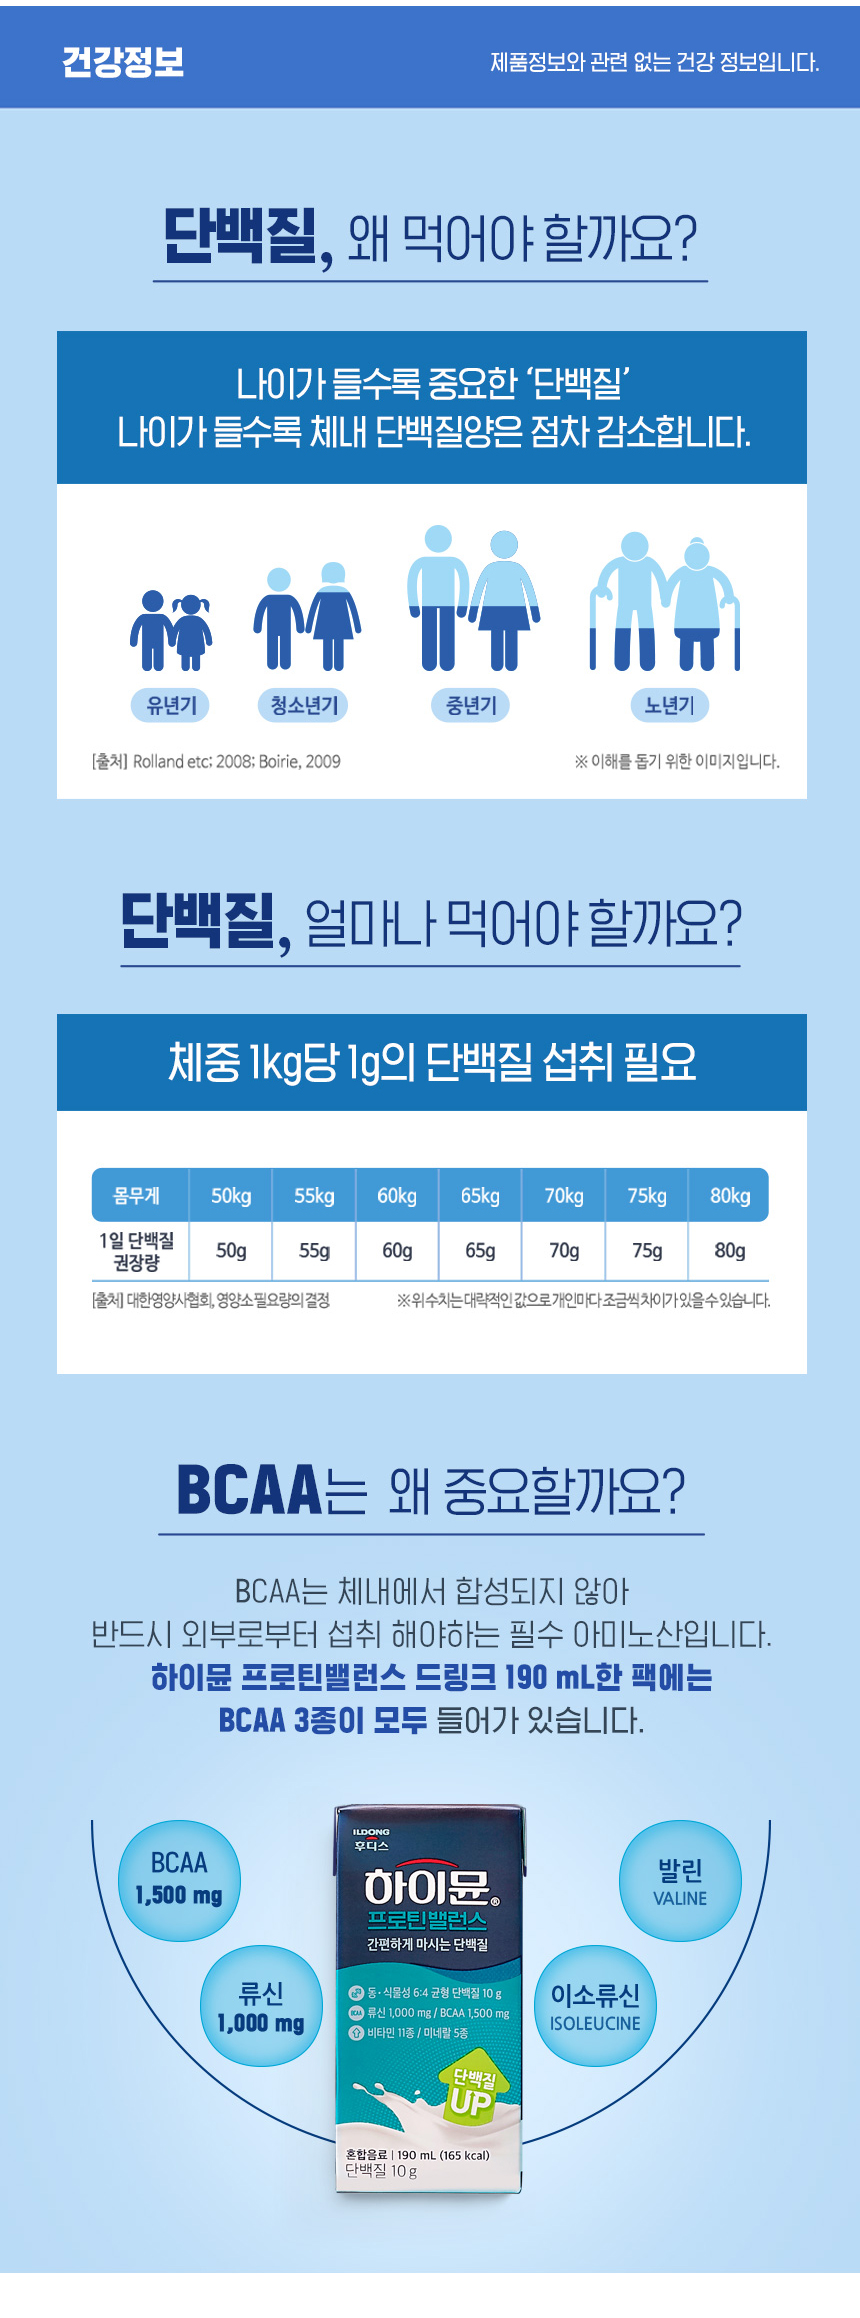 건강정보
제품정보와 관련 없는 건강 정보입니다.
단백질, 왜 먹어야 할까요?
나이가 들수록 중요한 ‘단백질’
나이가 들수록 체내 단백질양은 점차 감소합니다.
유년기 청소년기 중년기 노년기
[출처] Rolland etc; 2008; Boirie, 2009
※ 이해를 돕기 위한 이미지입니다.
단백질, 얼마나 먹어야 할까요?
체중 1kg당 1g의 단백질 섭취 필요
몸무게 50kg 55kg 60kg 65kg 70kg 75kg 80kg
1일 단백질
권장량 50g 55g 60g 65g 70g 75g 80g
[출처] 대한영양사협회, 영양소 필요량의 결정
※ 위 수치는 대략적인 값으로 개인마다 조금씩 차이가 있을 수 있습니다.
BCAA는 왜 중요할까요?
BCAA는 체내에서 합성되지 않아
반드시 외부로부터 섭취 해야하는 필수 아미노산입니다.
하이뮨 프로틴밸런스 드링크 190 mL한 팩에는
BCAA 3종이 모두 들어가 있습니다.
BCAA
1,500 mg
류신
1,000 mg
발린
VALINE
이소류신
ISOLEUCINE
ILDONG
후디스
하이뮨®
프로틴밸런스
간편하게 마시는 단백질
동·식물성 6:4 균형 단백질 10 g
BCAA 류신 1,000 mg / BCAA 1,500 mg
비타민 11종 / 미네랄 5종
단백질
UP
혼합음료 | 190 mL (165 kcal)
단백질 10 g